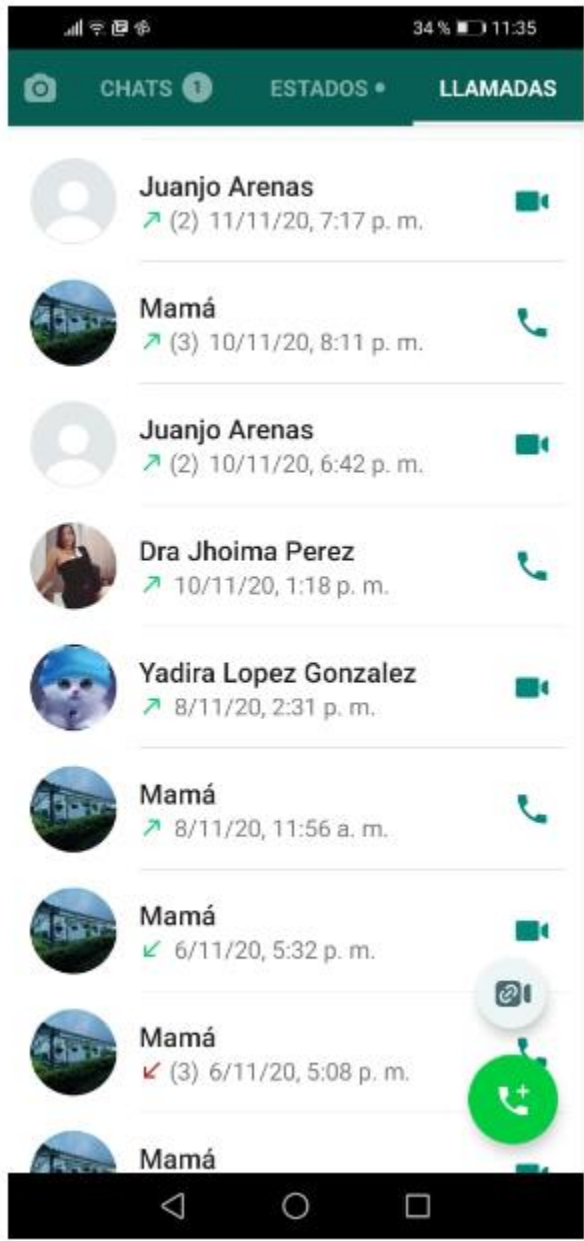 34 % 11:35
CHATS 1 ESTADOS • LLAMADAS
Juanjo Arenas
(2) 11/11/20, 7:17 p. m.
Mamá
(3) 10/11/20, 8:11 p. m.
Juanjo Arenas
(2) 10/11/20, 6:42 p. m.
Dra Jhoima Perez
10/11/20, 1:18 p. m.
Yadira Lopez Gonzalez
8/11/20, 2:31 p. m.
Mamá
8/11/20, 11:56 a. m.
Mamá
6/11/20, 5:32 p. m.
Mamá
(3) 6/11/20, 5:08 p. m.
Mamá